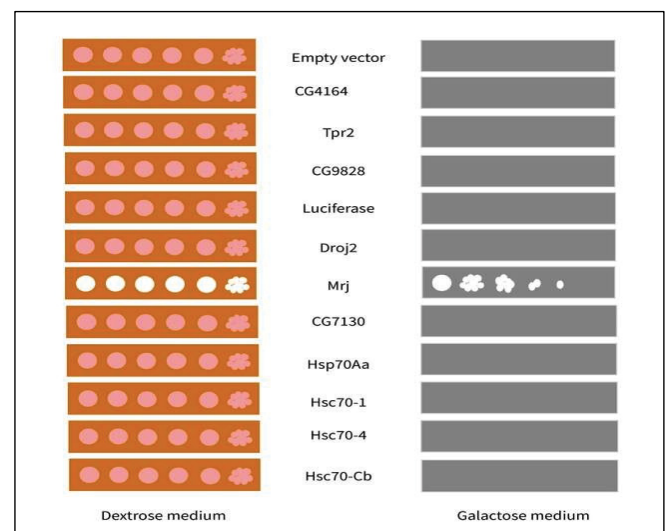 Empty vector
CG4164
Tpr2
CG9828
Luciferase
Droj2
Mrj
CG7130
Hsp70Aa
Hsc70-1
Hsc70-4
Hsc70-Cb
Dextrose medium Galactose medium